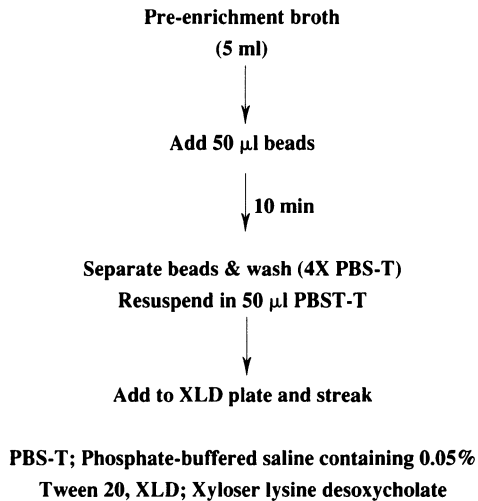 Pre-enrichment broth
(5 ml)
Add 50 µl beads
10 min
Separate beads & wash (4X PBS-T)
Resuspend in 50 µl PBST-T
Add to XLD plate and streak
PBS-T; Phosphate-buffered saline containing 0.05%
Tween 20, XLD; Xyloser lysine desoxycholate